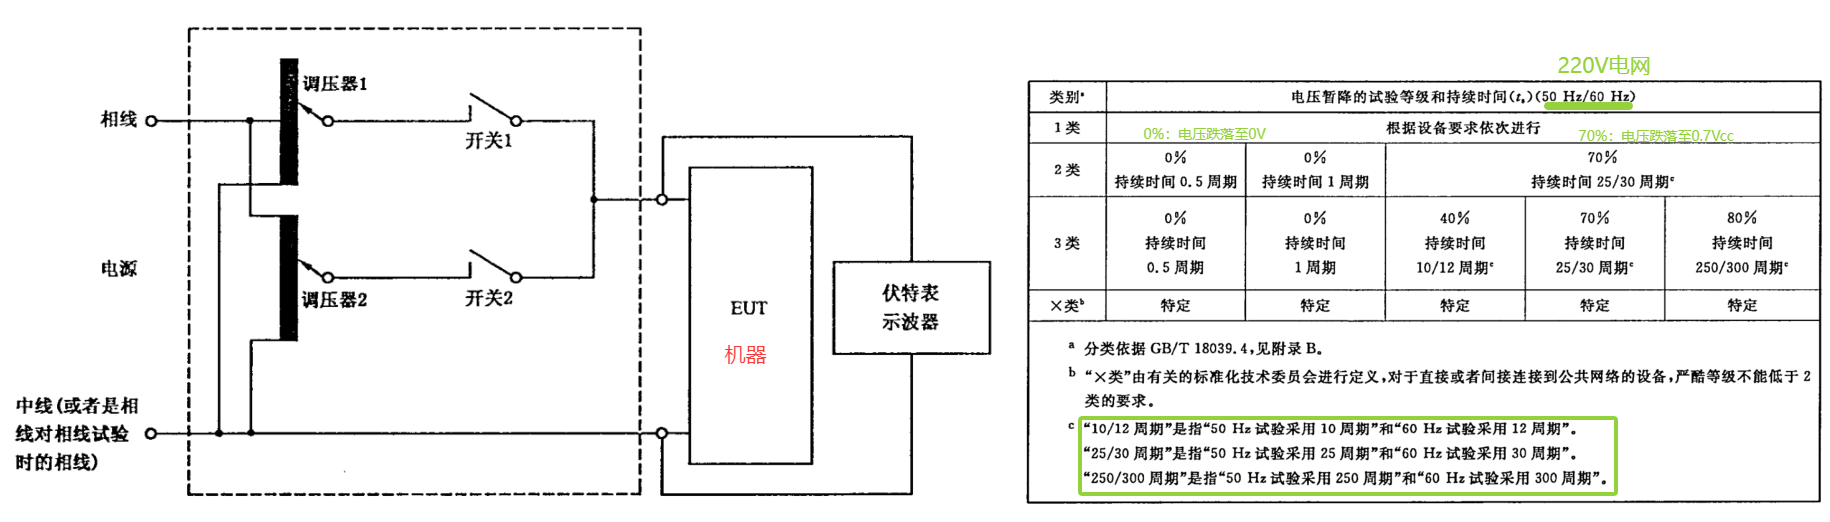 调压器1
相线
开关1
电源
调压器2
开关2
中线(或者是相
线对相线试验
时的相线)
EUT
机器
伏特表
示波器
220V电网
类别ª 电压暂降的试验等级和持续时间(tₛ)(50 Hz/60 Hz)
1 类 根据设备要求依次进行
0%：电压跌落至0V 70%：电压跌落至0.7Vcc
2 类
0%
持续时间 0.5 周期
0%
持续时间 1 周期
70%
持续时间 25/30 周期ᶜ
3 类
0%
持续时间
0.5 周期
0%
持续时间
1 周期
40%
持续时间
10/12 周期ᶜ
70%
持续时间
25/30 周期ᶜ
80%
持续时间
250/300 周期ᶜ
×类ᵇ 特定 特定 特定 特定 特定
ª 分类依据 GB/T 18039.4,见附录 B。
ᵇ “×类”由有关的标准化技术委员会进行定义,对于直接或者间接连接到公共网络的设备,严酷等级不能低于 2
类的要求。
ᶜ “10/12 周期”是指“50 Hz 试验采用 10 周期”和“60 Hz 试验采用 12 周期”。
“25/30 周期”是指“50 Hz 试验采用 25 周期”和“60 Hz 试验采用 30 周期”。
“250/300 周期”是指“50 Hz 试验采用 250 周期”和“60 Hz 试验采用 300 周期”。